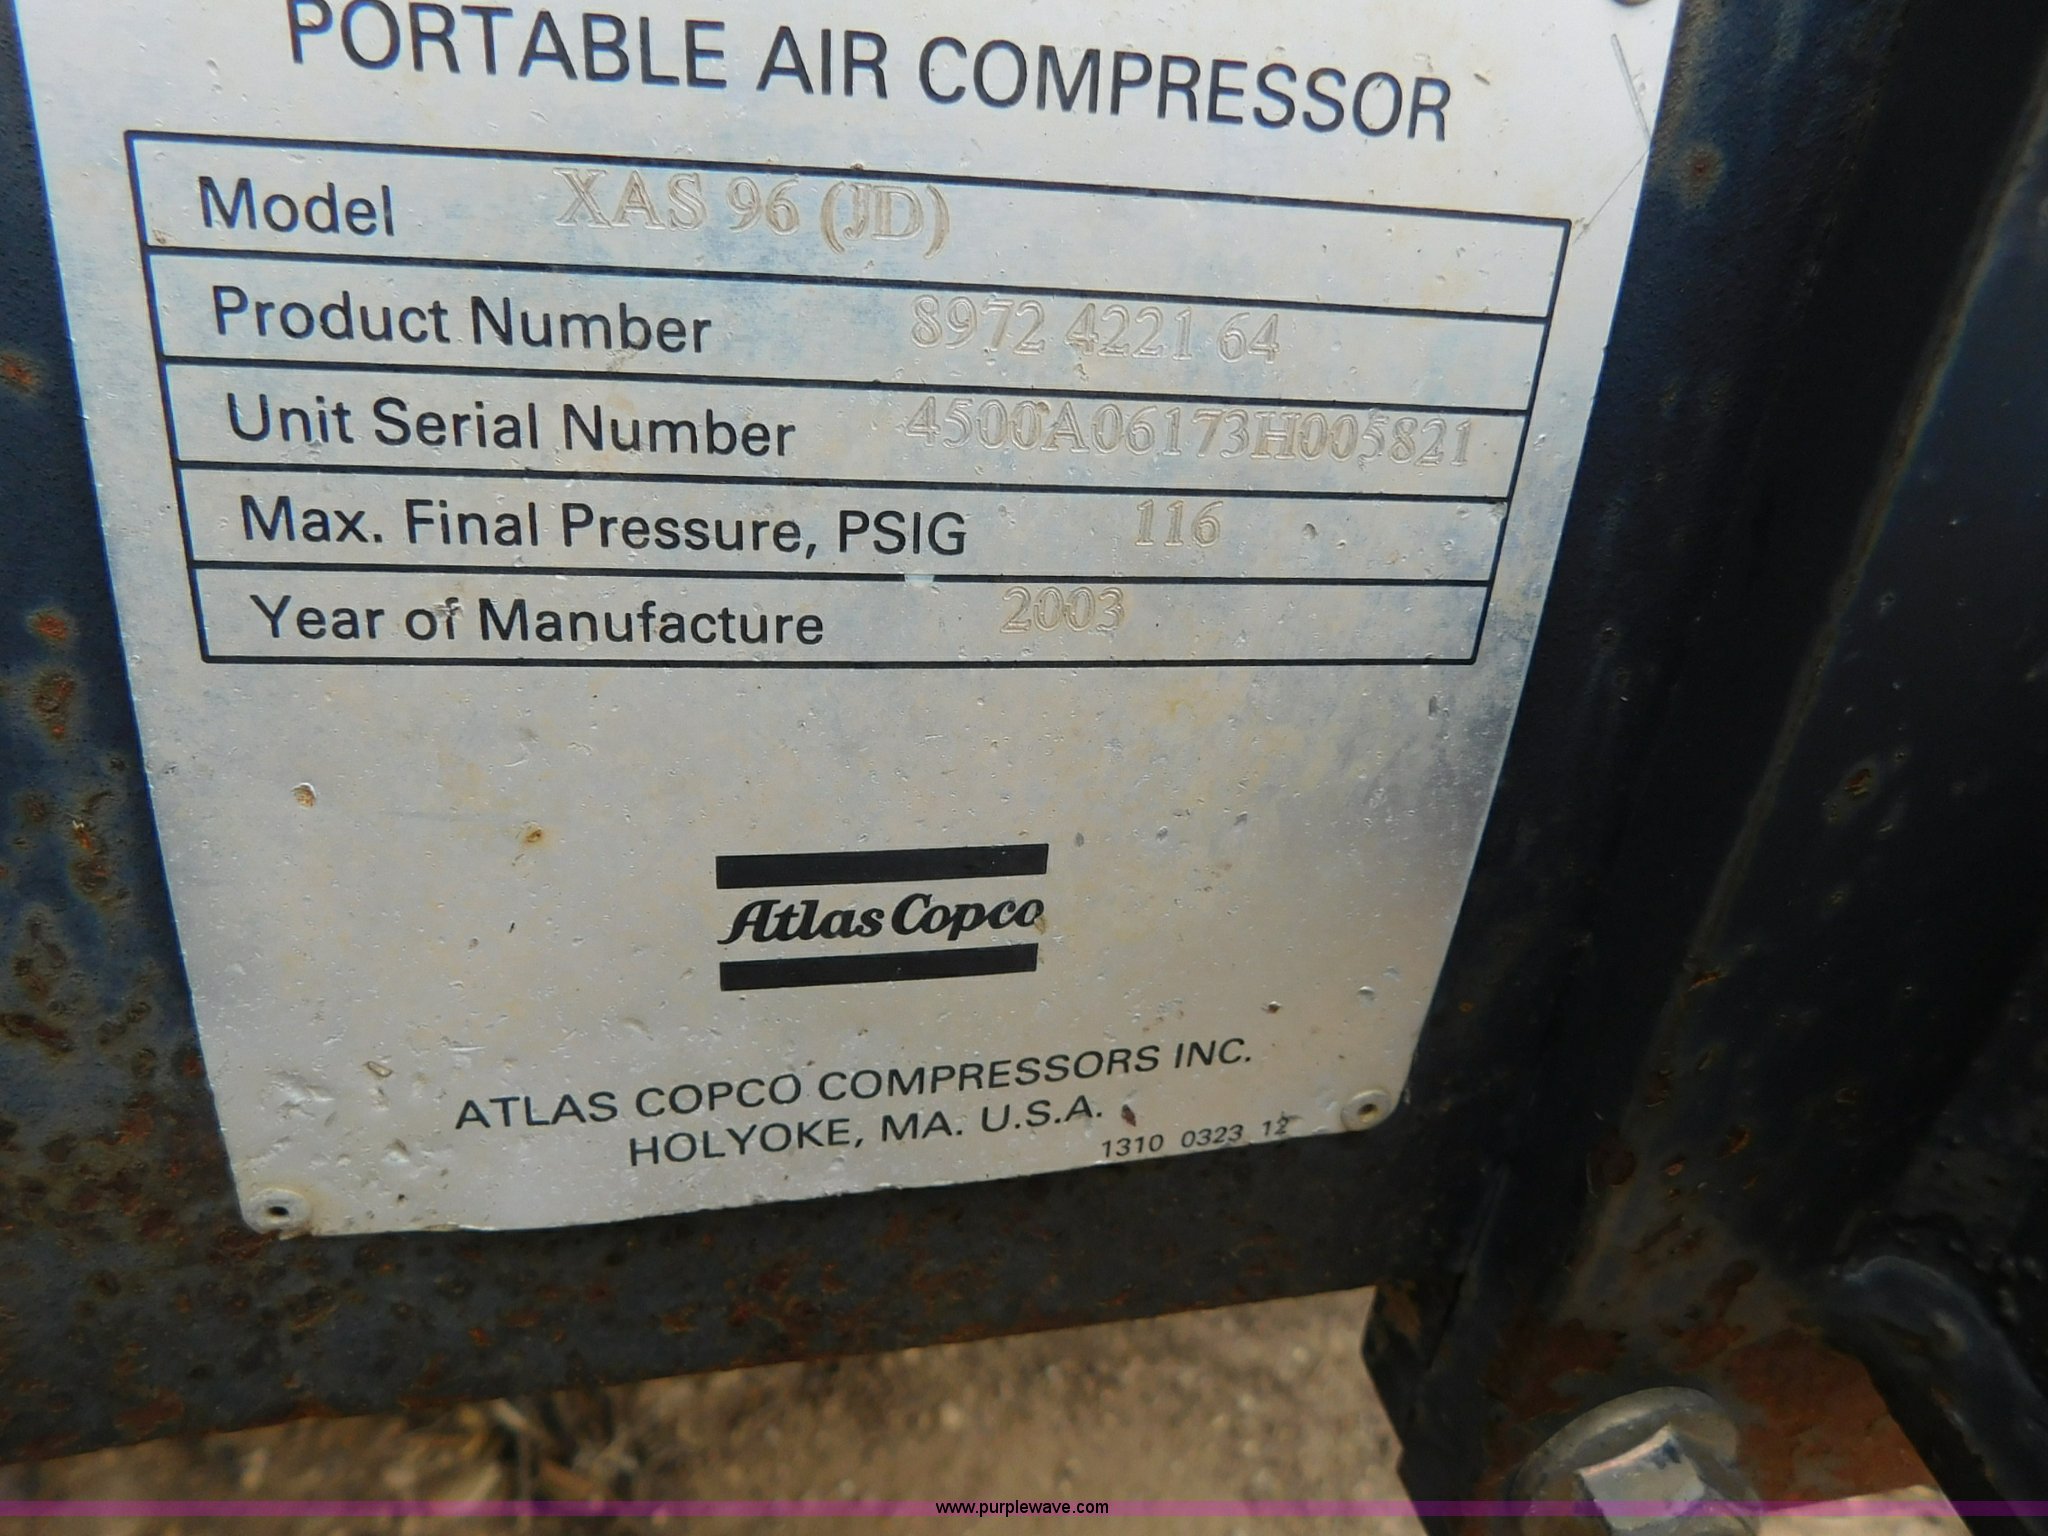 PORTABLE AIR COMPRESSOR
Model XAS 96 (JD)
Product Number 8972 4221 64
Unit Serial Number 4500A06173H005821
Max. Final Pressure, PSIG 116
Year of Manufacture 2003
Atlas Copco
ATLAS COPCO COMPRESSORS INC.
HOLYOKE, MA. U.S.A.
1310 0323 12
www.purplewave.com